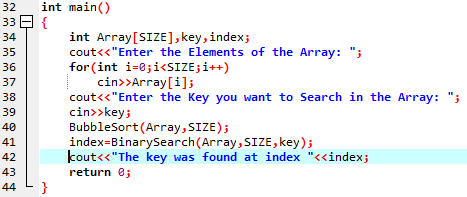 32 int main()
33 {
34 int Array[SIZE],key,index;
35 cout<<"Enter the Elements of the Array: ";
36 for(int i=0;i<SIZE;i++)
37 cin>>Array[i];
38 cout<<"Enter the Key you want to Search in the Array: ";
39 cin>>key;
40 BubbleSort(Array,SIZE);
41 index=BinarySearch(Array,SIZE,key);
42 cout<<"The key was found at index "<<index;
43 return 0;
44 }